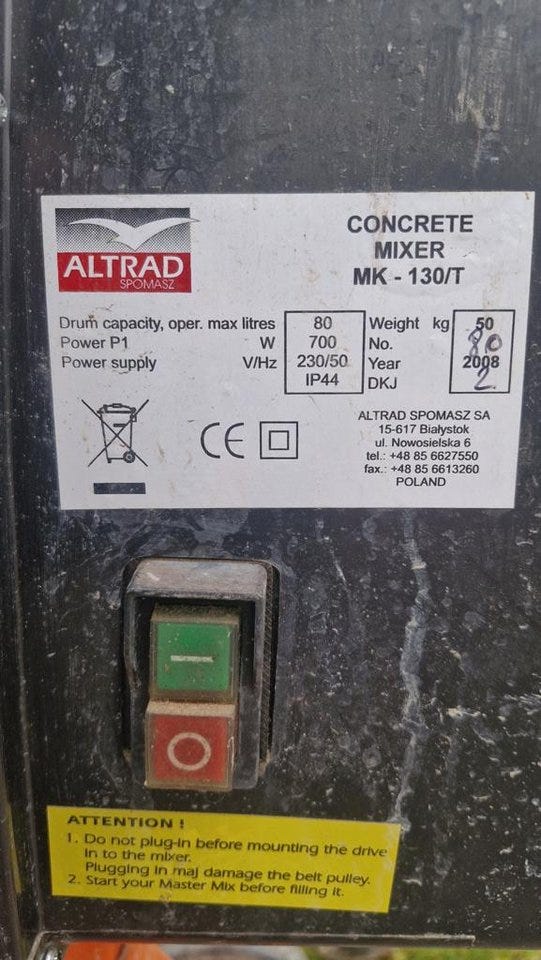 ALTRAD
SPOMASZ
CONCRETE
MIXER
MK - 130/T
Drum capacity, oper. max litres 80 Weight kg 50
Power P1 W 700 No. 80
Power supply V/Hz 230/50 Year 2008
IP44 DKJ 2
CE
ALTRAD SPOMASZ SA
15-617 Białystok
ul. Nowosielska 6
tel.: +48 85 6627550
fax.: +48 85 6613260
POLAND
ATTENTION !
1. Do not plug-in before mounting the drive
in to the mixer.
Plugging in maj damage the belt pulley.
2. Start your Master Mix before filling it.